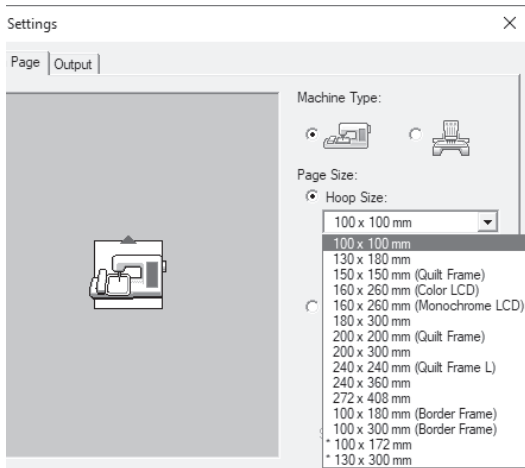 Settings
Page
Output
Machine Type:
Page Size:
Hoop Size:
100 x 100 mm
100 x 100 mm
130 x 180 mm
150 x 150 mm (Quilt Frame)
160 x 260 mm (Color LCD)
160 x 260 mm (Monochrome LCD)
180 x 300 mm
200 x 200 mm (Quilt Frame)
200 x 300 mm
240 x 240 mm (Quilt Frame L)
240 x 360 mm
272 x 408 mm
100 x 180 mm (Border Frame)
100 x 300 mm (Border Frame)
* 100 x 172 mm
* 130 x 300 mm